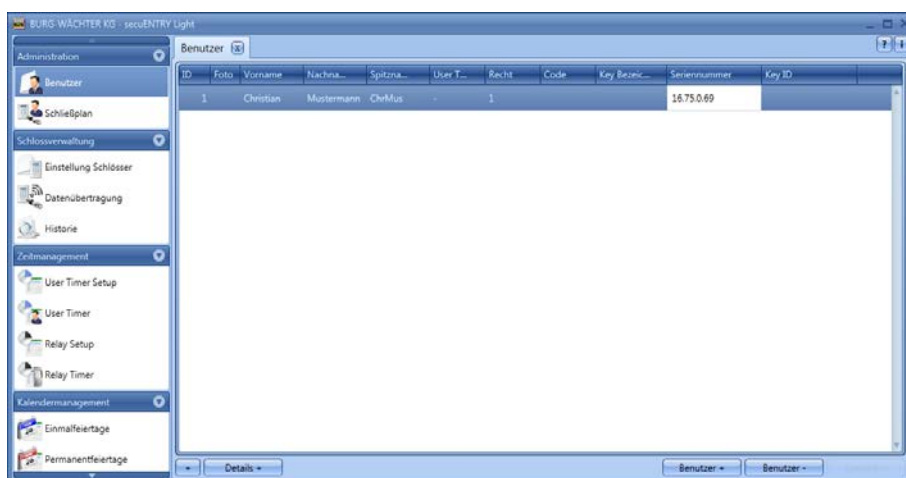 BURG-WÄCHTER KG - secuENTRY Light
Administration
Benutzer
Schließplan
Schlossverwaltung
Einstellung Schlösser
Datenübertragung
Historie
Zeitmanagement
User Timer Setup
User Timer
Relay Setup
Relay Timer
Kalendermanagement
Einmalfeiertage
Permanentfeiertage
Benutzer
ID Foto Vorname Nachna... Spitzna... User T... Recht Code Key Bezeic... Seriennummer Key ID
1 Christian Mustermann ChrMus - 1 16.75.0.69
- Details + Benutzer + Benutzer -